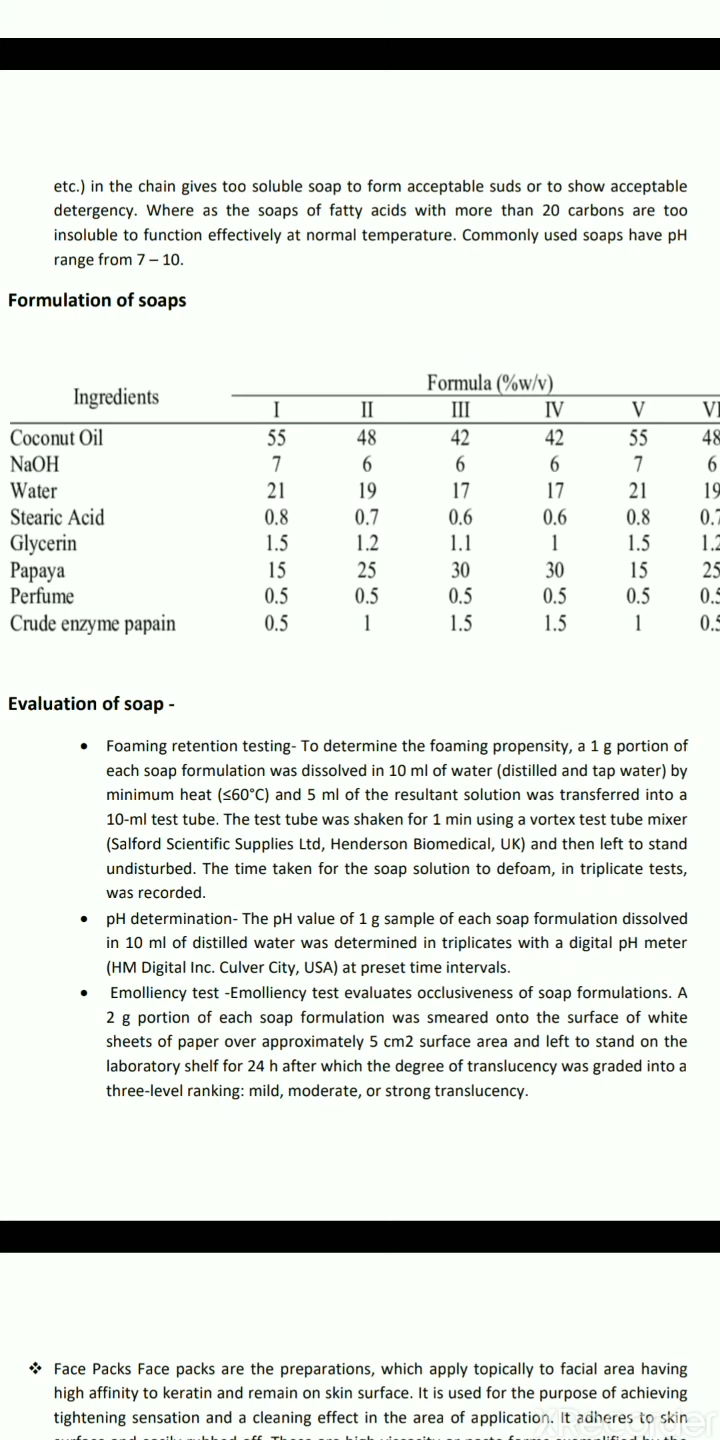 etc.) in the chain gives too soluble soap to form acceptable suds or to show acceptable
detergency. Where as the soaps of fatty acids with more than 20 carbons are too
insoluble to function effectively at normal temperature. Commonly used soaps have pH
range from 7 – 10.
Formulation of soaps
Ingredients Formula (%w/v)
I II III IV V VI
Coconut Oil 55 48 42 42 55 48
NaOH 7 6 6 6 7 6
Water 21 19 17 17 21 19
Stearic Acid 0.8 0.7 0.6 0.6 0.8 0.7
Glycerin 1.5 1.2 1.1 1 1.5 1.2
Papaya 15 25 30 30 15 25
Perfume 0.5 0.5 0.5 0.5 0.5 0.5
Crude enzyme papain 0.5 1 1.5 1.5 1 0.5
Evaluation of soap -
• Foaming retention testing- To determine the foaming propensity, a 1 g portion of
each soap formulation was dissolved in 10 ml of water (distilled and tap water) by
minimum heat (≤60°C) and 5 ml of the resultant solution was transferred into a
10-ml test tube. The test tube was shaken for 1 min using a vortex test tube mixer
(Salford Scientific Supplies Ltd, Henderson Biomedical, UK) and then left to stand
undisturbed. The time taken for the soap solution to defoam, in triplicate tests,
was recorded.
• pH determination- The pH value of 1 g sample of each soap formulation dissolved
in 10 ml of distilled water was determined in triplicates with a digital pH meter
(HM Digital Inc. Culver City, USA) at preset time intervals.
• Emolliency test -Emolliency test evaluates occlusiveness of soap formulations. A
2 g portion of each soap formulation was smeared onto the surface of white
sheets of paper over approximately 5 cm2 surface area and left to stand on the
laboratory shelf for 24 h after which the degree of translucency was graded into a
three-level ranking: mild, moderate, or strong translucency.
❖ Face Packs Face packs are the preparations, which apply topically to facial area having
high affinity to keratin and remain on skin surface. It is used for the purpose of achieving
tightening sensation and a cleaning effect in the area of application. It adheres to skin
XRecorder